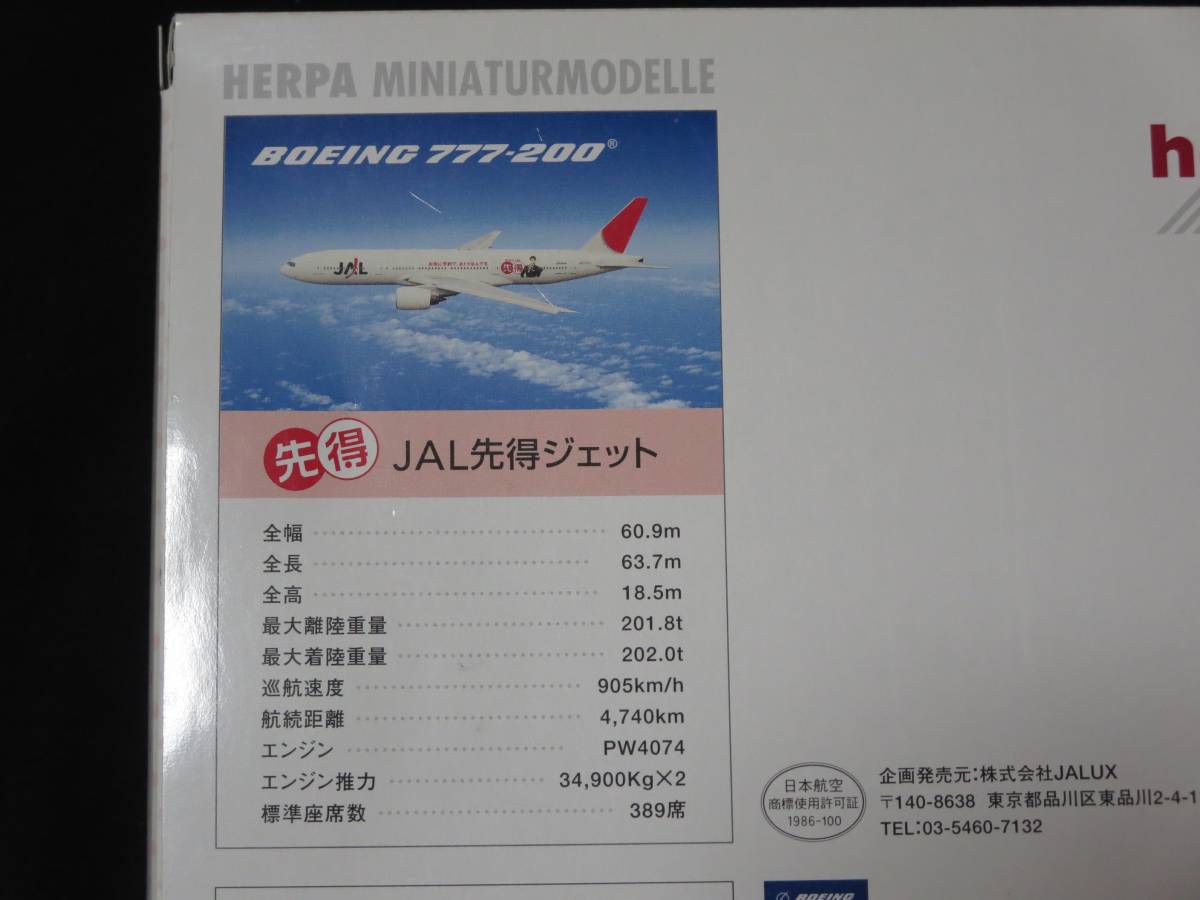 HERPA MINIATURMODELLE
BOEING 777-200®
JAL
先得
先得 JAL先得ジェット
全幅 60.9m
全長 63.7m
全高 18.5m
最大離陸重量 201.8t
最大着陸重量 202.0t
巡航速度 905km/h
航続距離 4,740km
エンジン PW4074
エンジン推力 34,900Kg×2
標準座席数 389席
h
日本航空
商標使用許可証
1986-100
企画発売元:株式会社JALUX
〒140-8638 東京都品川区東品川2-4-1
TEL:03-5460-7132
BOEING